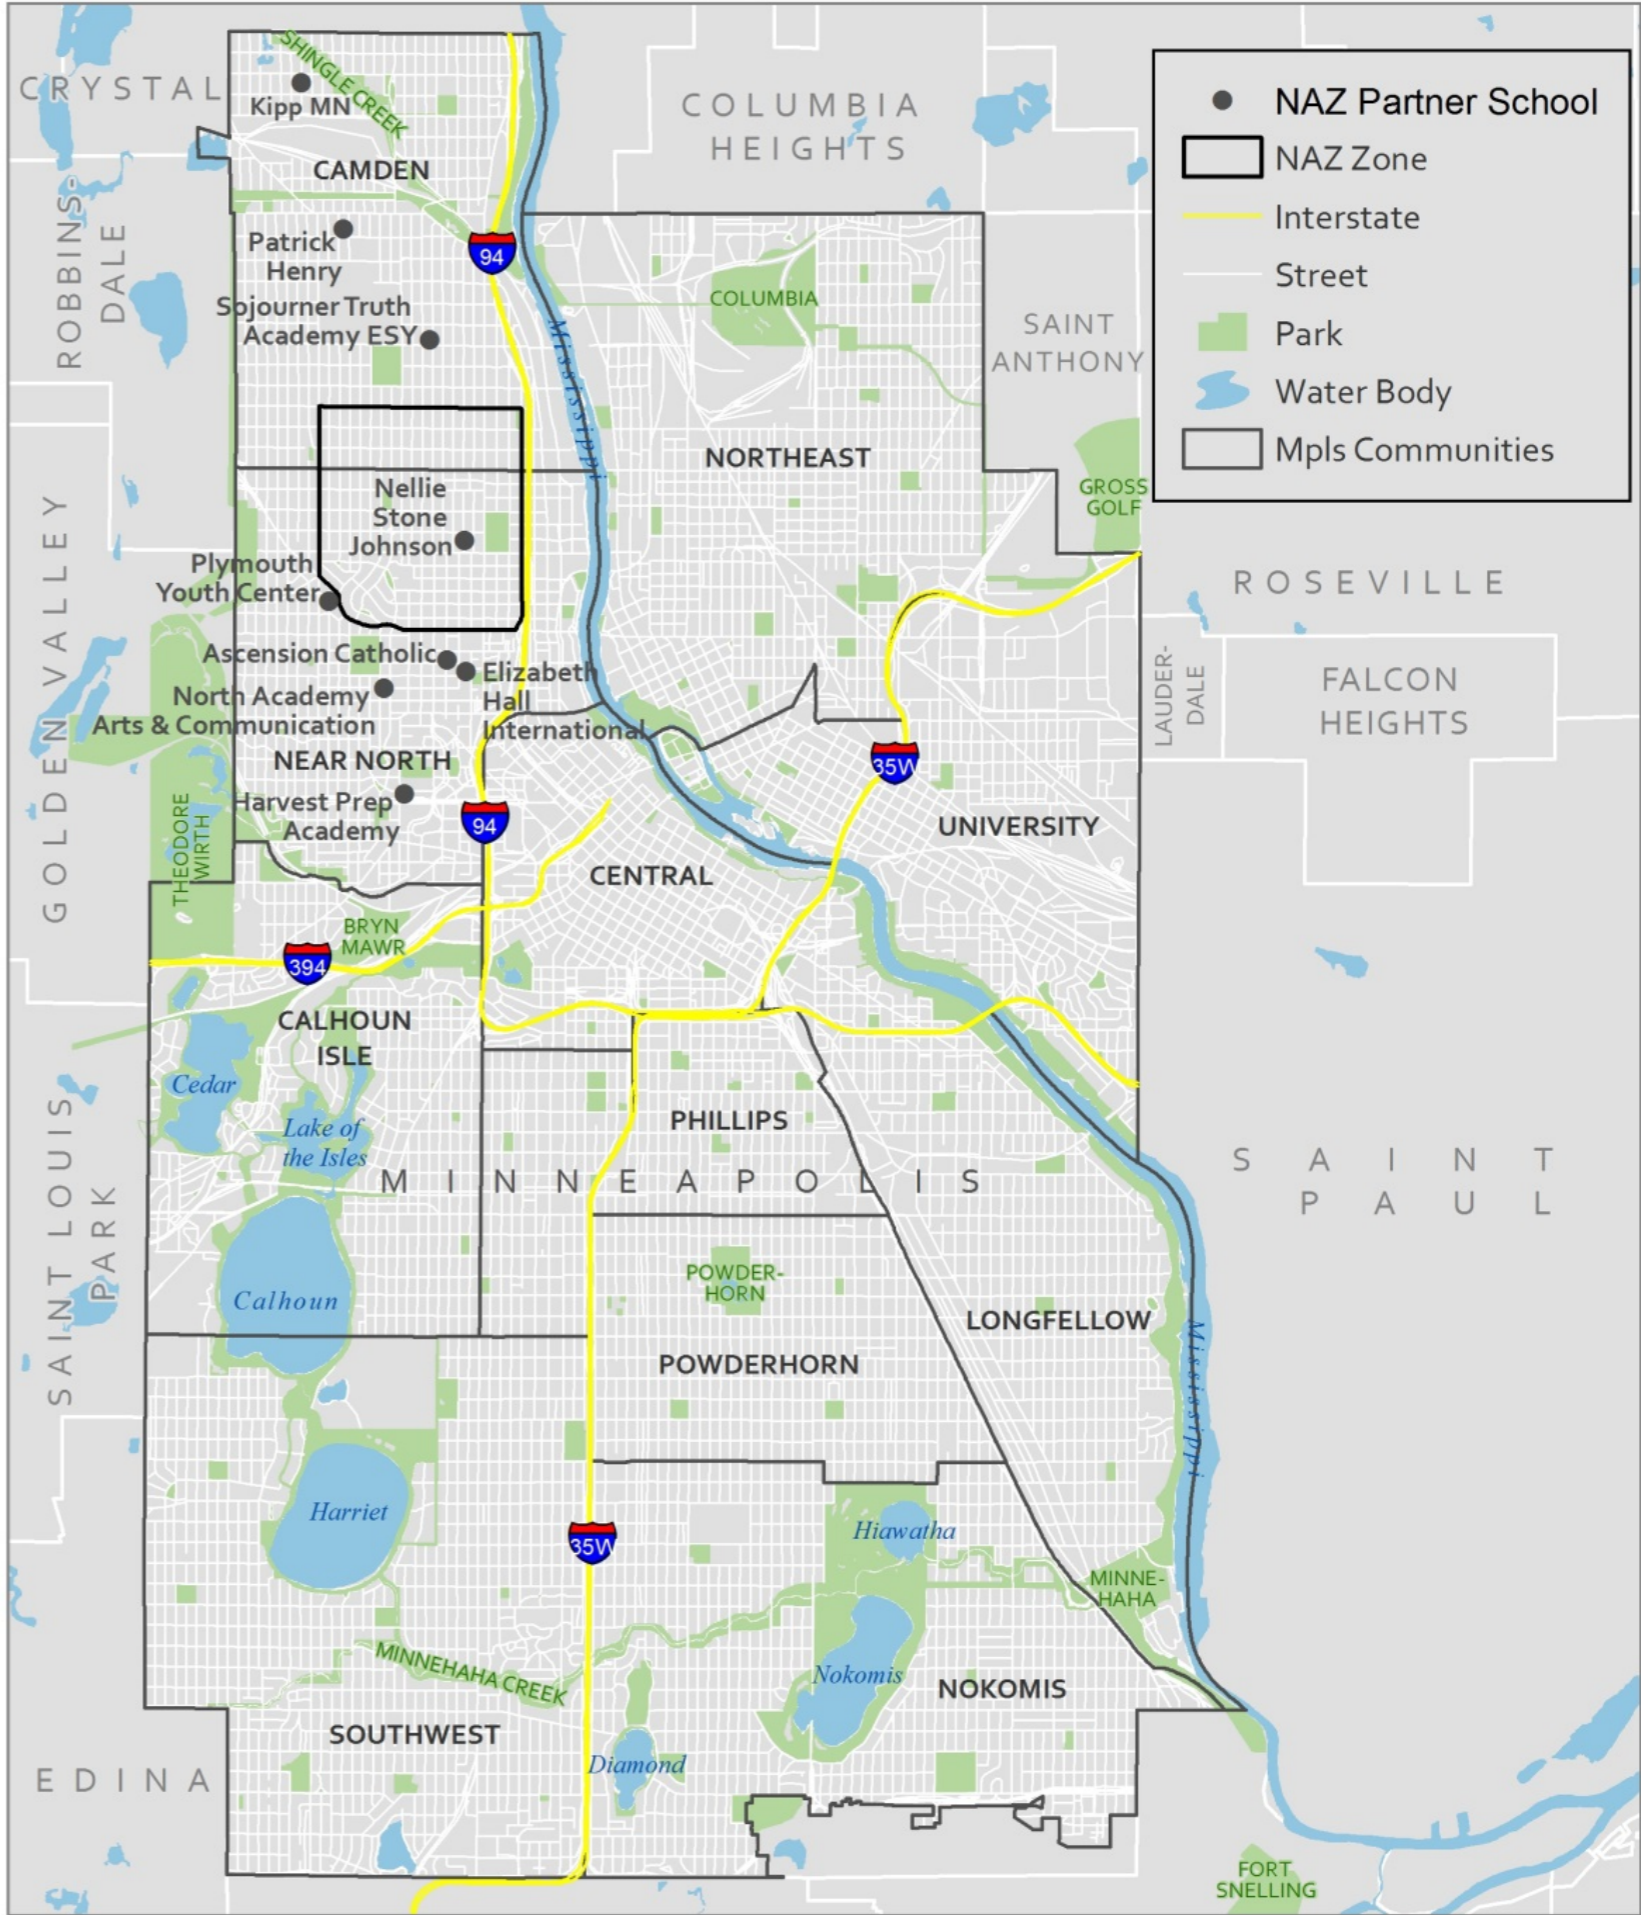 CRYSTAL
SHINGLE CREEK
Kipp MN
CAMDEN
COLUMBIA
HEIGHTS
NAZ Partner School
NAZ Zone
Interstate
Street
Park
Water Body
Mpls Communities
ROBBINS-
DALE
Patrick
Henry
94
Sojourner Truth
Academy ESY
COLUMBIA
SAINT
ANTHONY
Mississippi
NORTHEAST
GROSS
GOLF
Nellie
Stone
Johnson
GOLDEN VALLEY
Plymouth
Youth Center
ROSEVILLE
Ascension Catholic
Elizabeth
Hall
International
North Academy
Arts & Communication
LAUDER-
DALE
FALCON
HEIGHTS
NEAR NORTH
35W
Harvest Prep
Academy
94
THEODORE
WIRTH
UNIVERSITY
CENTRAL
BRYN
MAWR
394
CALHOUN
ISLE
Cedar
Lake of
the Isles
PHILLIPS
MINNEAPOLIS
SAINT
PAUL
SAINT LOUIS
PARK
Calhoun
POWDER-
HORN
LONGFELLOW
POWDERHORN
Mississippi
Harriet
Hiawatha
35W
MINNE-
HAHA
MINNEHAHA CREEK
Nokomis
NOKOMIS
SOUTHWEST
Diamond
EDINA
FORT
SNELLING